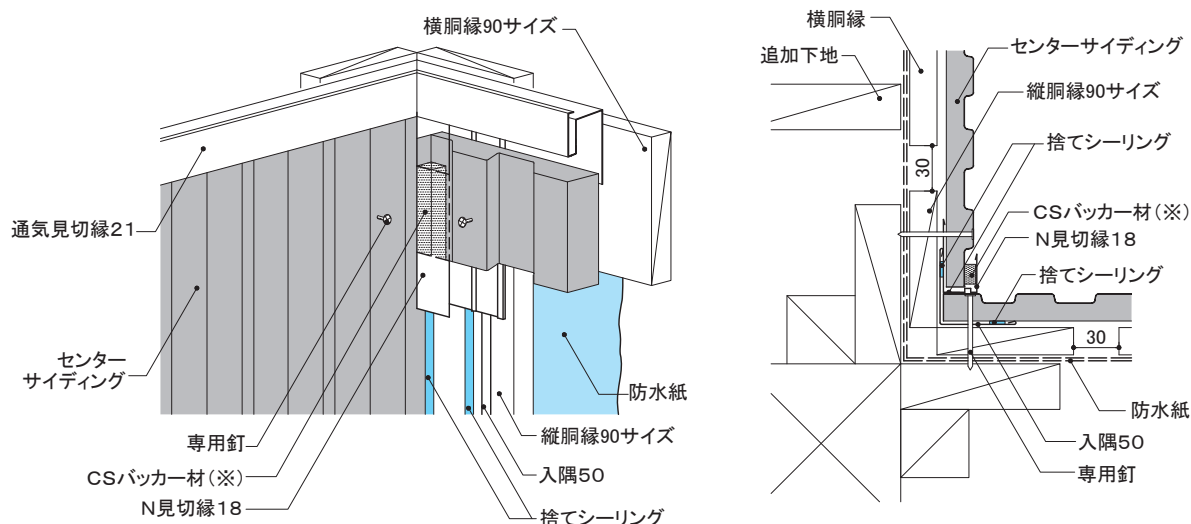 横胴縁90サイズ
通気見切縁21
センター
サイディング
専用釘
CSバッカー材(※)
N見切縁18
防水紙
縦胴縁90サイズ
入隅50
捨てシーリング
横胴縁
追加下地
センターサイディング
縦胴縁90サイズ
捨てシーリング
30
CSバッカー材(※)
N見切縁18
捨てシーリング
30
防水紙
入隅50
専用釘